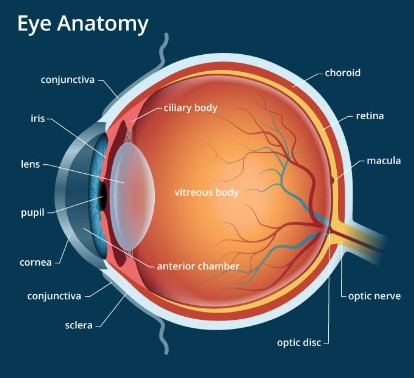 Eye Anatomy
conjunctiva
choroid
ciliary body
iris
retina
lens
macula
vitreous body
pupil
cornea
anterior chamber
conjunctiva
optic nerve
sclera
optic disc